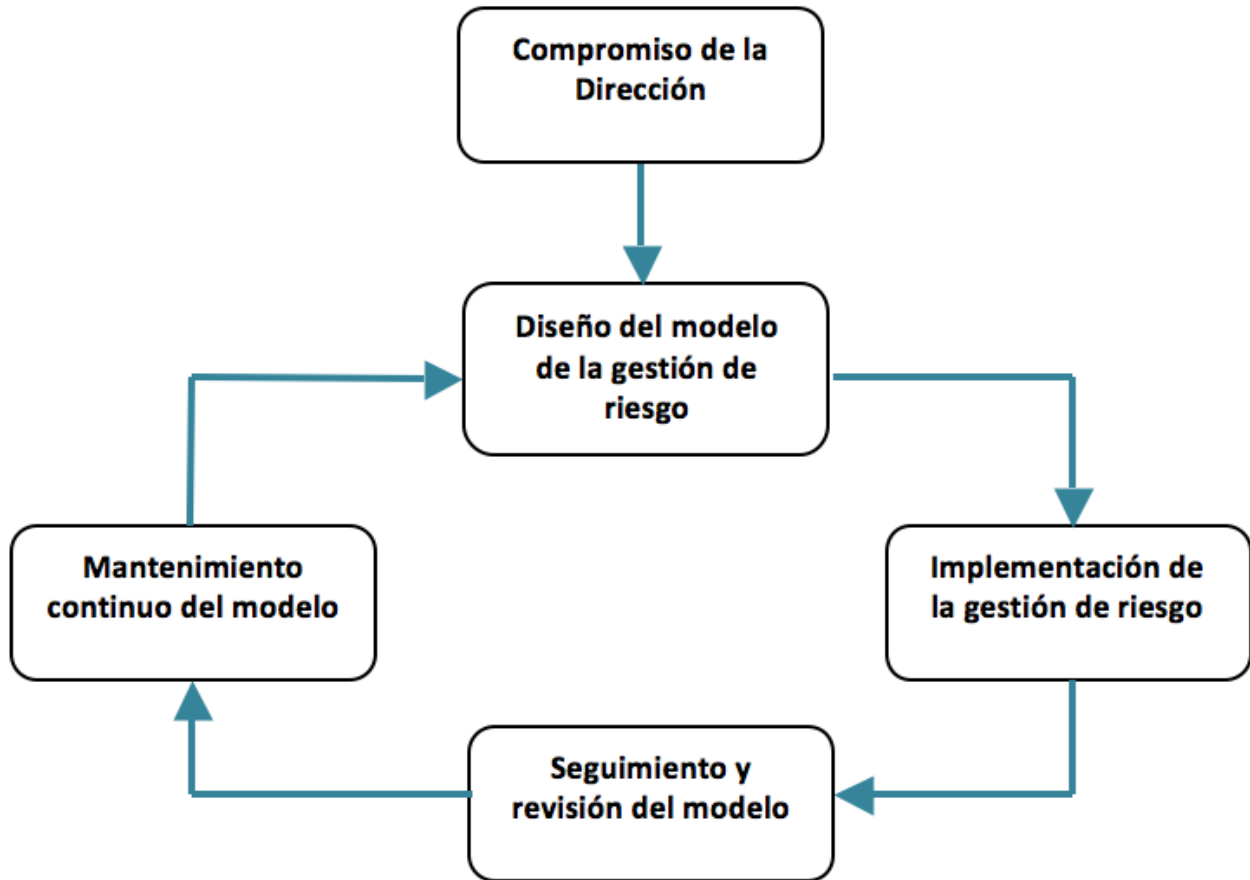 Compromiso de la
Dirección
Diseño del modelo
de la gestión de
riesgo
Mantenimiento
continuo del modelo
Implementación de
la gestión de riesgo
Seguimiento y
revisión del modelo